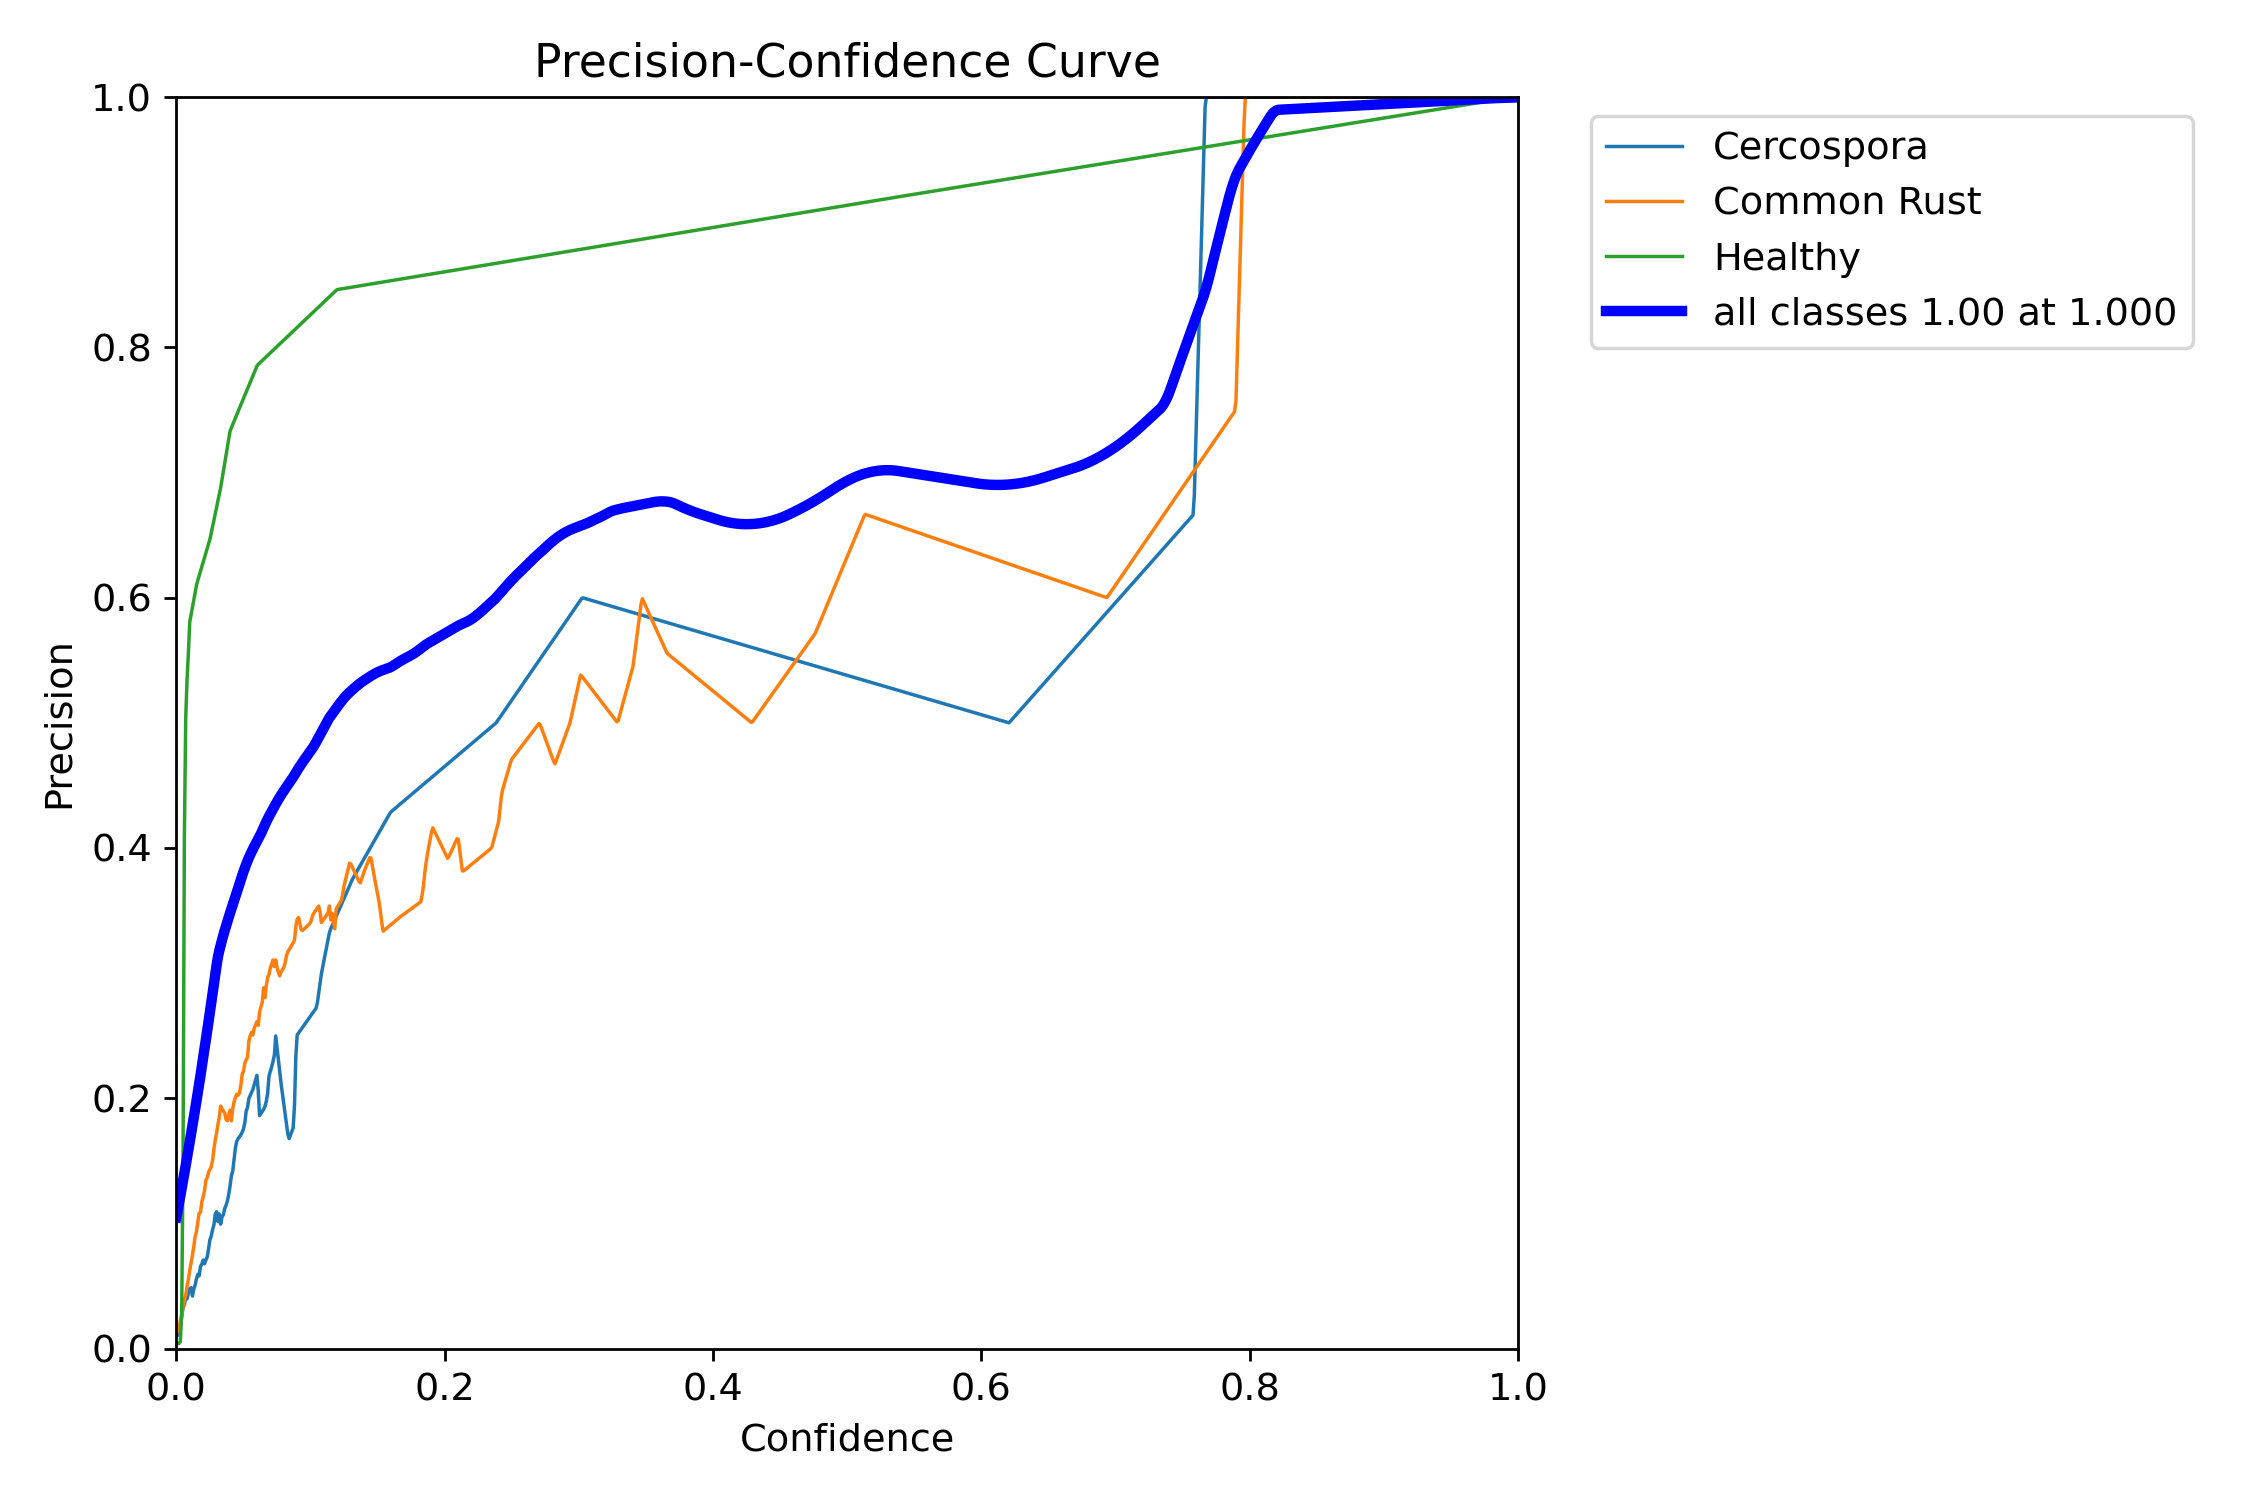 Precision-Confidence Curve
1.0
0.8
0.6
0.4
0.2
0.0
Precision
0.0 0.2 0.4 0.6 0.8 1.0
Confidence
Cercospora
Common Rust
Healthy
all classes 1.00 at 1.000